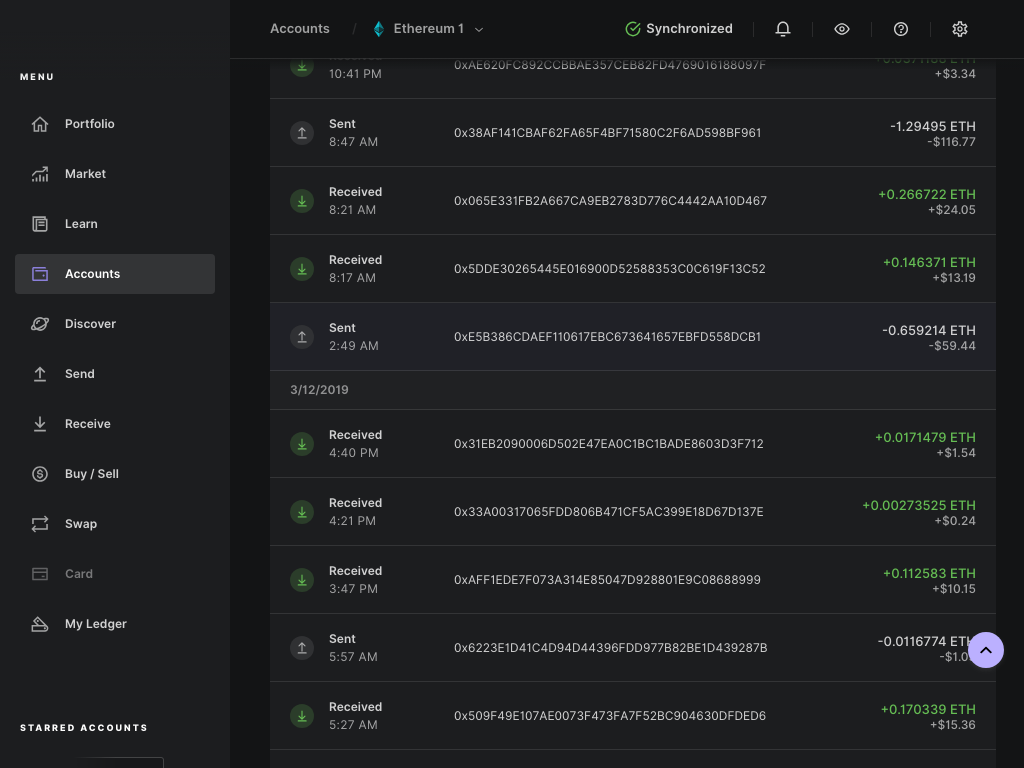 Accounts / Ethereum 1
Synchronized
MENU
Portfolio
Market
Learn
Accounts
Discover
Send
Receive
Buy / Sell
Swap
Card
My Ledger
STARRED ACCOUNTS
10:41 PM
0xAE620FC892CCBBAE357CEB82FD4769016188097F
+$3.34
Sent
8:47 AM
0x38AF141CBAF62FA65F4BF71580C2F6AD598BF961
-1.29495 ETH
-$116.77
Received
8:21 AM
0x065E331FB2A667CA9EB2783D776C4442AA10D467
+0.266722 ETH
+$24.05
Received
8:17 AM
0x5DDE30265445E016900D52588353C0C619F13C52
+0.146371 ETH
+$13.19
Sent
2:49 AM
0xE5B386CDAEF110617EBC673641657EBFD558DCB1
-0.659214 ETH
-$59.44
3/12/2019
Received
4:40 PM
0x31EB2090006D502E47EA0C1BC1BADE8603D3F712
+0.0171479 ETH
+$1.54
Received
4:21 PM
0x33A00317065FDD806B471CF5AC399E18D67D137E
+0.00273525 ETH
+$0.24
Received
3:47 PM
0xAFF1EDE7F073A314E85047D928801E9C08688999
+0.112583 ETH
+$10.15
Sent
5:57 AM
0x6223E1D41C4D94D44396FDD977B82BE1D439287B
-0.0116774 ETH
Received
5:27 AM
0x509F49E107AE0073F473FA7F52BC904630DFDED6
+0.170339 ETH
+$15.36